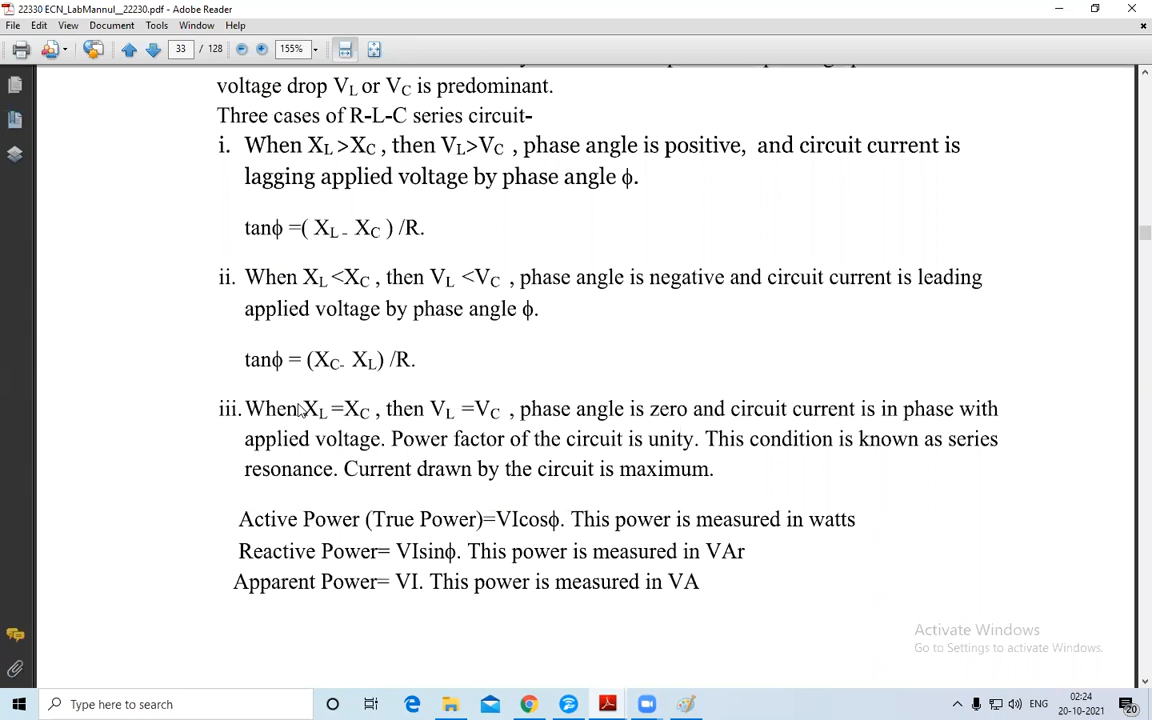 22330 ECN_LabMannul__22230.pdf - Adobe Reader
File Edit View Document Tools Window Help
33 / 128 155%
voltage drop VL or VC is predominant.
Three cases of R-L-C series circuit-
i. When XL >XC , then VL>VC , phase angle is positive, and circuit current is
lagging applied voltage by phase angle ϕ.
tanϕ =( XL - XC ) /R.
ii. When XL <XC , then VL <VC , phase angle is negative and circuit current is leading
applied voltage by phase angle ϕ.
tanϕ = (XC- XL) /R.
iii. When XL =XC , then VL =VC , phase angle is zero and circuit current is in phase with
applied voltage. Power factor of the circuit is unity. This condition is known as series
resonance. Current drawn by the circuit is maximum.
Active Power (True Power)=VIcosϕ. This power is measured in watts
Reactive Power= VIsinϕ. This power is measured in VAr
Apparent Power= VI. This power is measured in VA
Activate Windows
Go to Settings to activate Windows.
Type here to search
ENG
02:24
20-10-2021
20